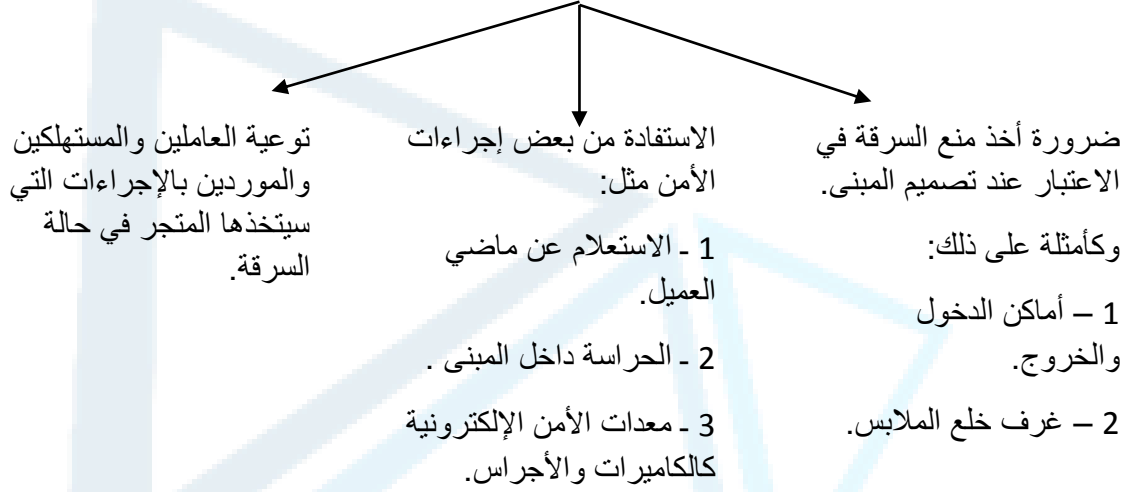 ضرورة أخذ منع السرقة في
الاعتبار عند تصميم المبنى.
وكأمثلة على ذلك:
1 – أماكن الدخول
والخروج.
2 – غرف خلع الملابس.
الاستفادة من بعض إجراءات
الأمن مثل:
1 ـ الاستعلام عن ماضي
العميل.
2 ـ الحراسة داخل المبنى .
3 ـ معدات الأمن الإلكترونية
كالكاميرات والأجراس.
توعية العاملين والمستهلكين
والموردين بالإجراءات التي
سيتخذها المتجر في حالة
السرقة.